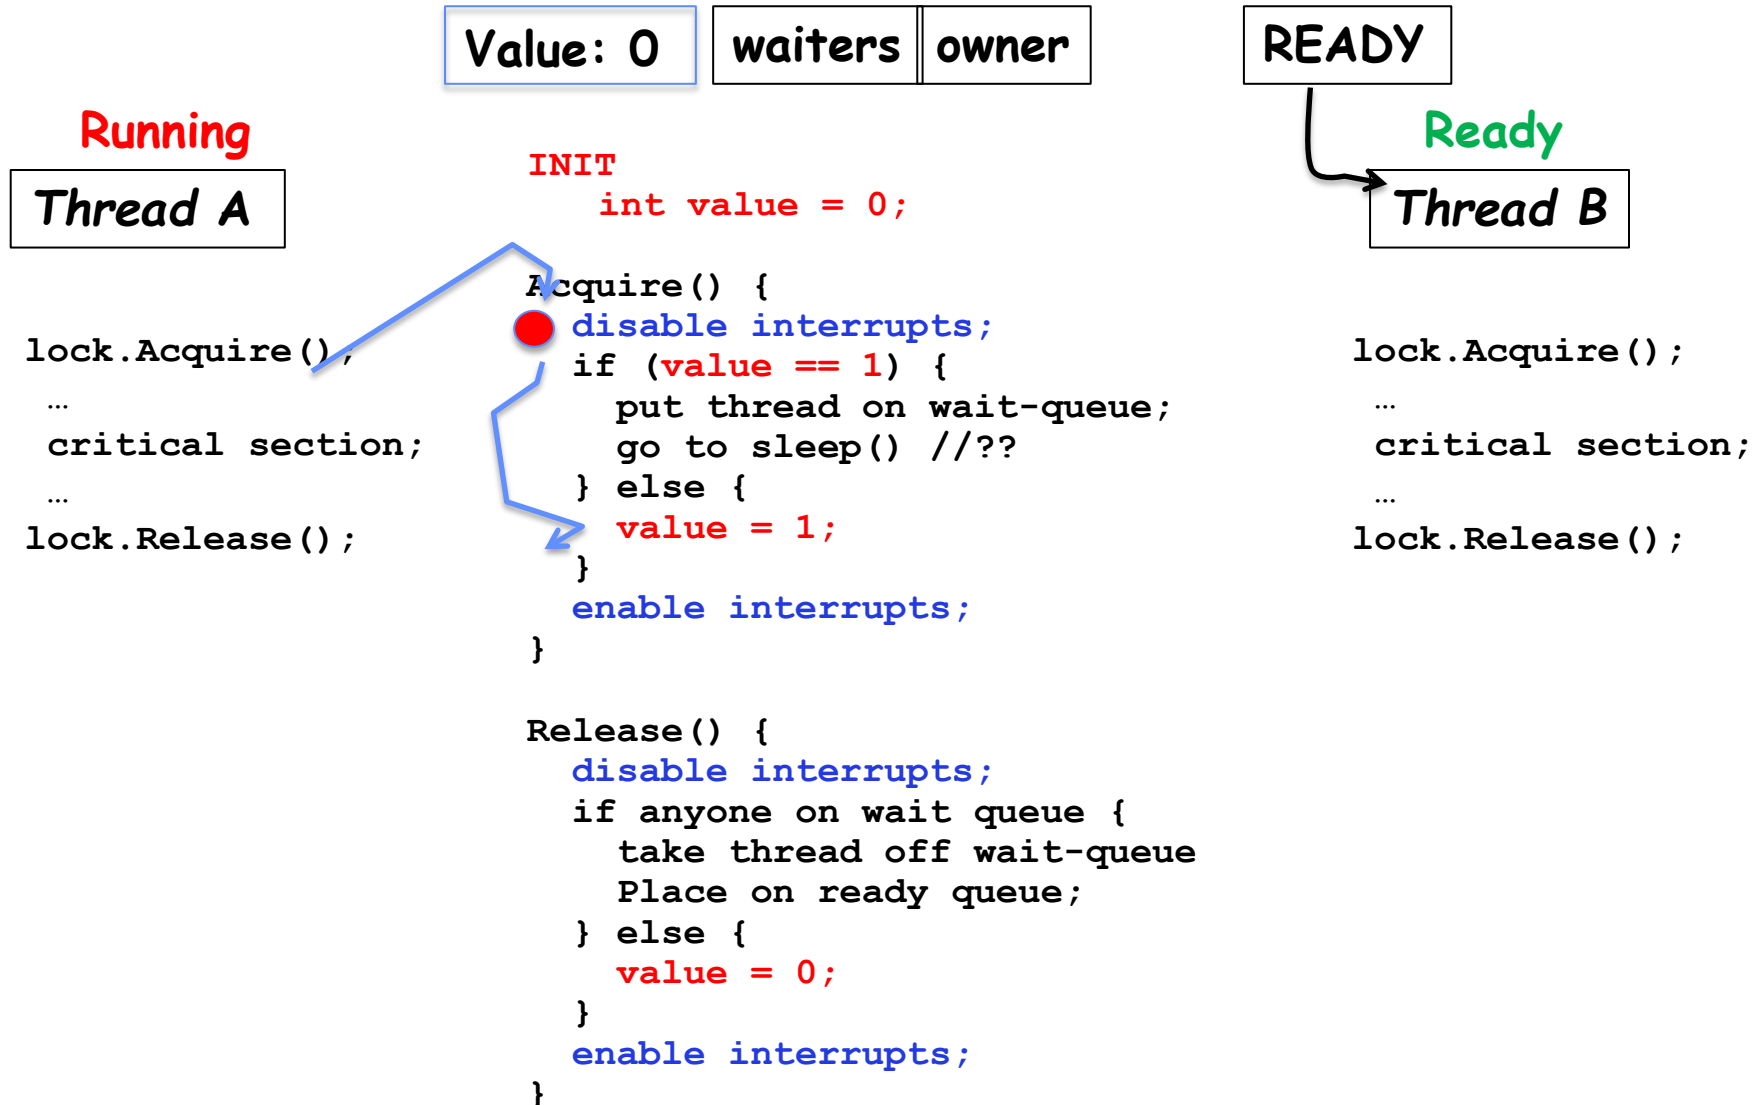 Value: 0 waiters owner READY
Running
Ready
Thread A
Thread B
INIT
int value = 0;
lock.Acquire();
…
critical section;
…
lock.Release();
Acquire() {
disable interrupts;
if (value == 1) {
put thread on wait-queue;
go to sleep() //??
} else {
value = 1;
}
enable interrupts;
}
Release() {
disable interrupts;
if anyone on wait queue {
take thread off wait-queue
Place on ready queue;
} else {
value = 0;
}
enable interrupts;
}
lock.Acquire();
…
critical section;
…
lock.Release();